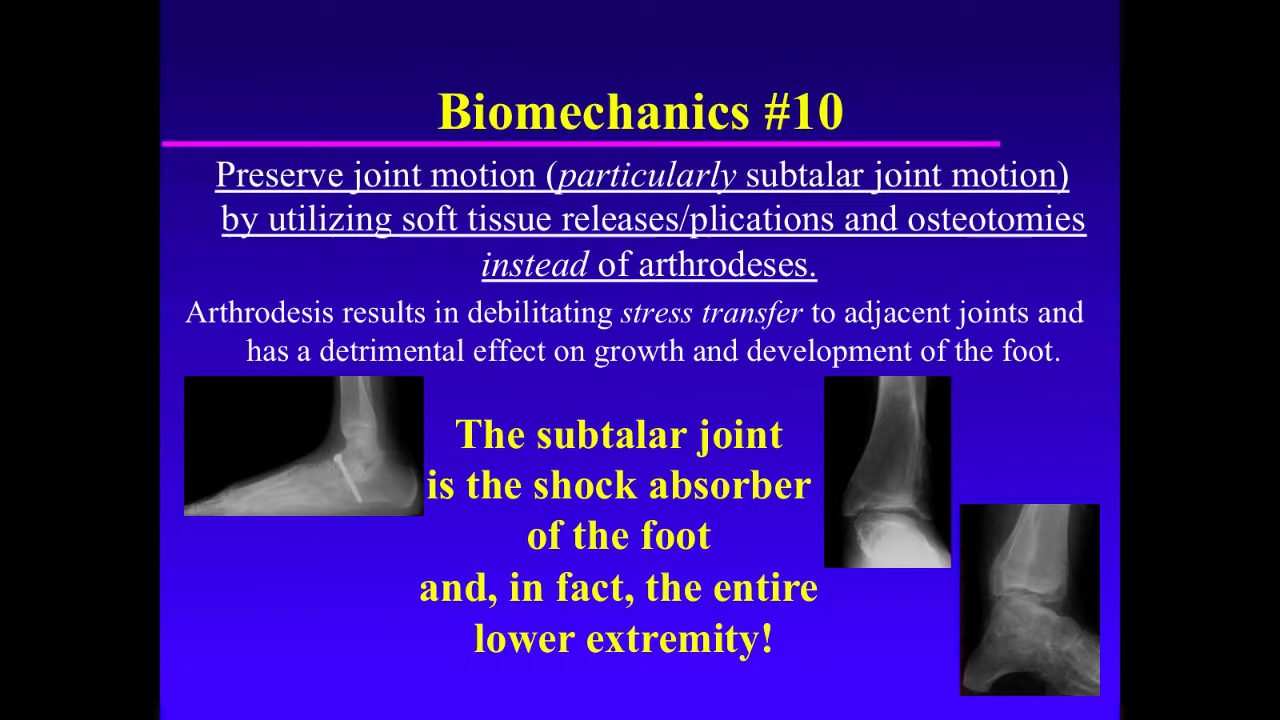 Biomechanics #10
Preserve joint motion (particularly subtalar joint motion)
by utilizing soft tissue releases/plications and osteotomies
instead of arthrodeses.
Arthrodesis results in debilitating stress transfer to adjacent joints and
has a detrimental effect on growth and development of the foot.
The subtalar joint
is the shock absorber
of the foot
and, in fact, the entire
lower extremity!